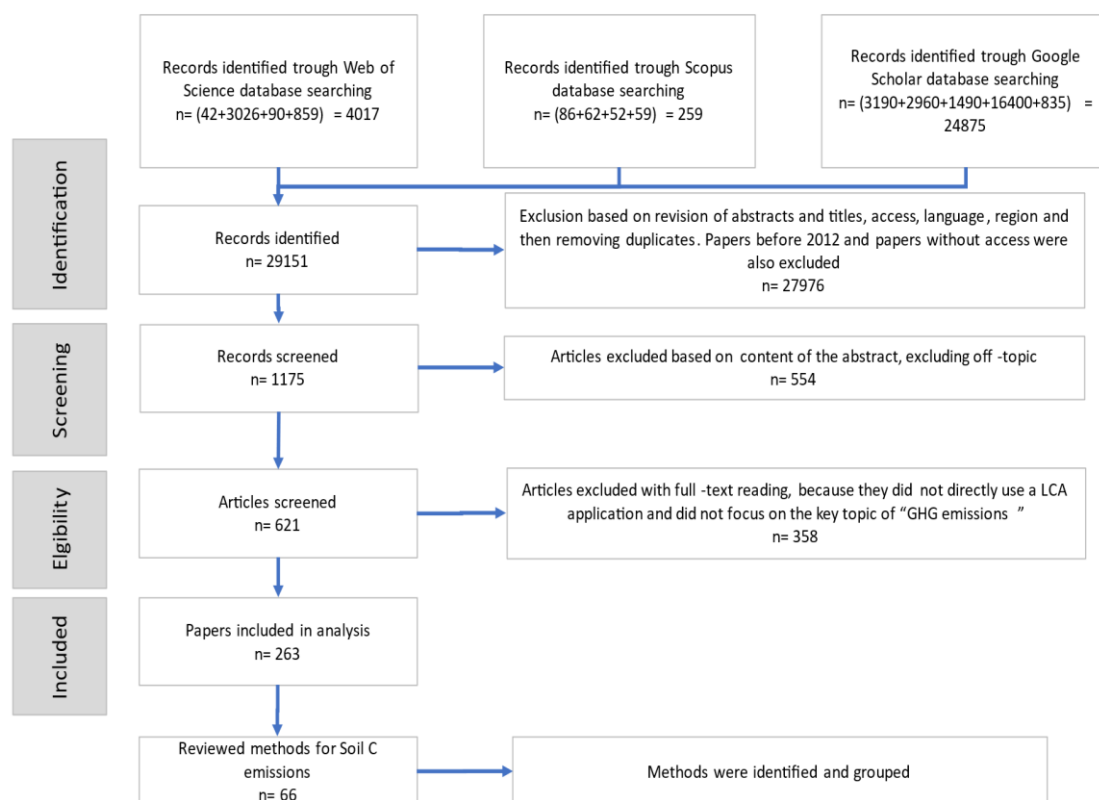 Records identified trough Web of
Science database searching
n= (42+3026+90+859) = 4017
Records identified trough Scopus
database searching
n= (86+62+52+59) = 259
Records identified trough Google
Scholar database searching
n= (3190+2960+1490+16400+835) =
24875
Identification
Records identified
n= 29151
Exclusion based on revision of abstracts and titles, access, language, region and
then removing duplicates. Papers before 2012 and papers without access were
also excluded
n= 27976
Screening
Records screened
n= 1175
Articles excluded based on content of the abstract, excluding off -topic
n= 554
Elgibility
Articles screened
n= 621
Articles excluded with full -text reading, because they did not directly use a LCA
application and did not focus on the key topic of “GHG emissions ”
n= 358
Included
Papers included in analysis
n= 263
Reviewed methods for Soil C
emissions
n= 66
Methods were identified and grouped